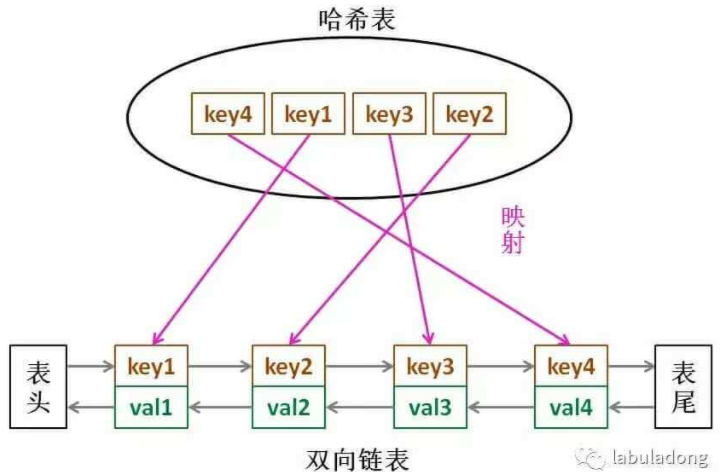 哈希表
key4 key1 key3 key2
映射
表头 key1 key2 key3 key4 表尾
val1 val2 val3 val4
双向链表
labuladong